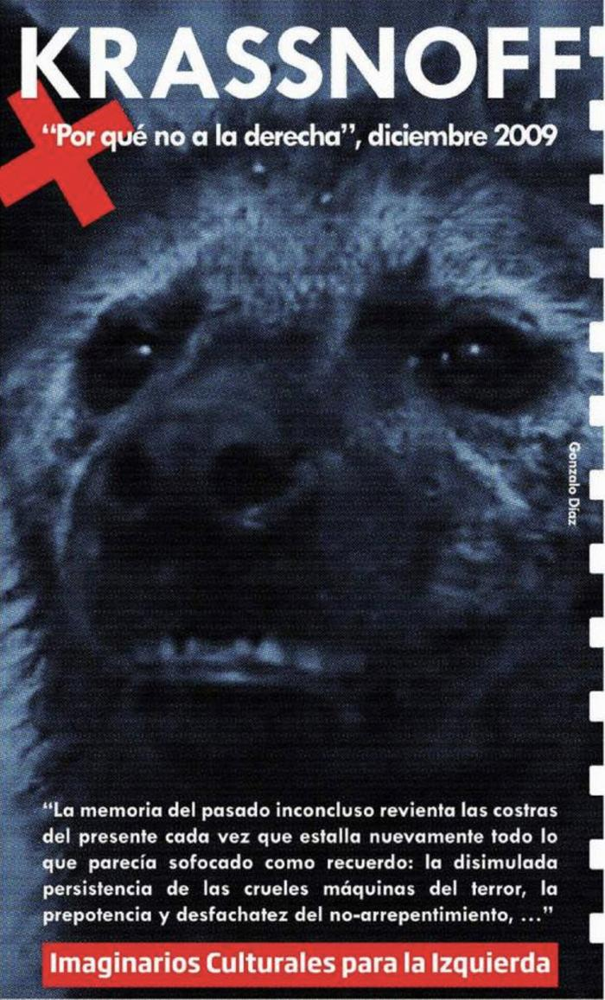 KRASSNOFF
“Por qué no a la derecha”, diciembre 2009
Gonzalo Díaz
“La memoria del pasado inconcluso revienta las costras
del presente cada vez que estalla nuevamente todo lo
que parecía sofocado como recuerdo: la disimulada
persistencia de las crueles máquinas del terror, la
prepotencia y desfachatez del no-arrepentimiento, ...”
Imaginarios Culturales para la Izquierda